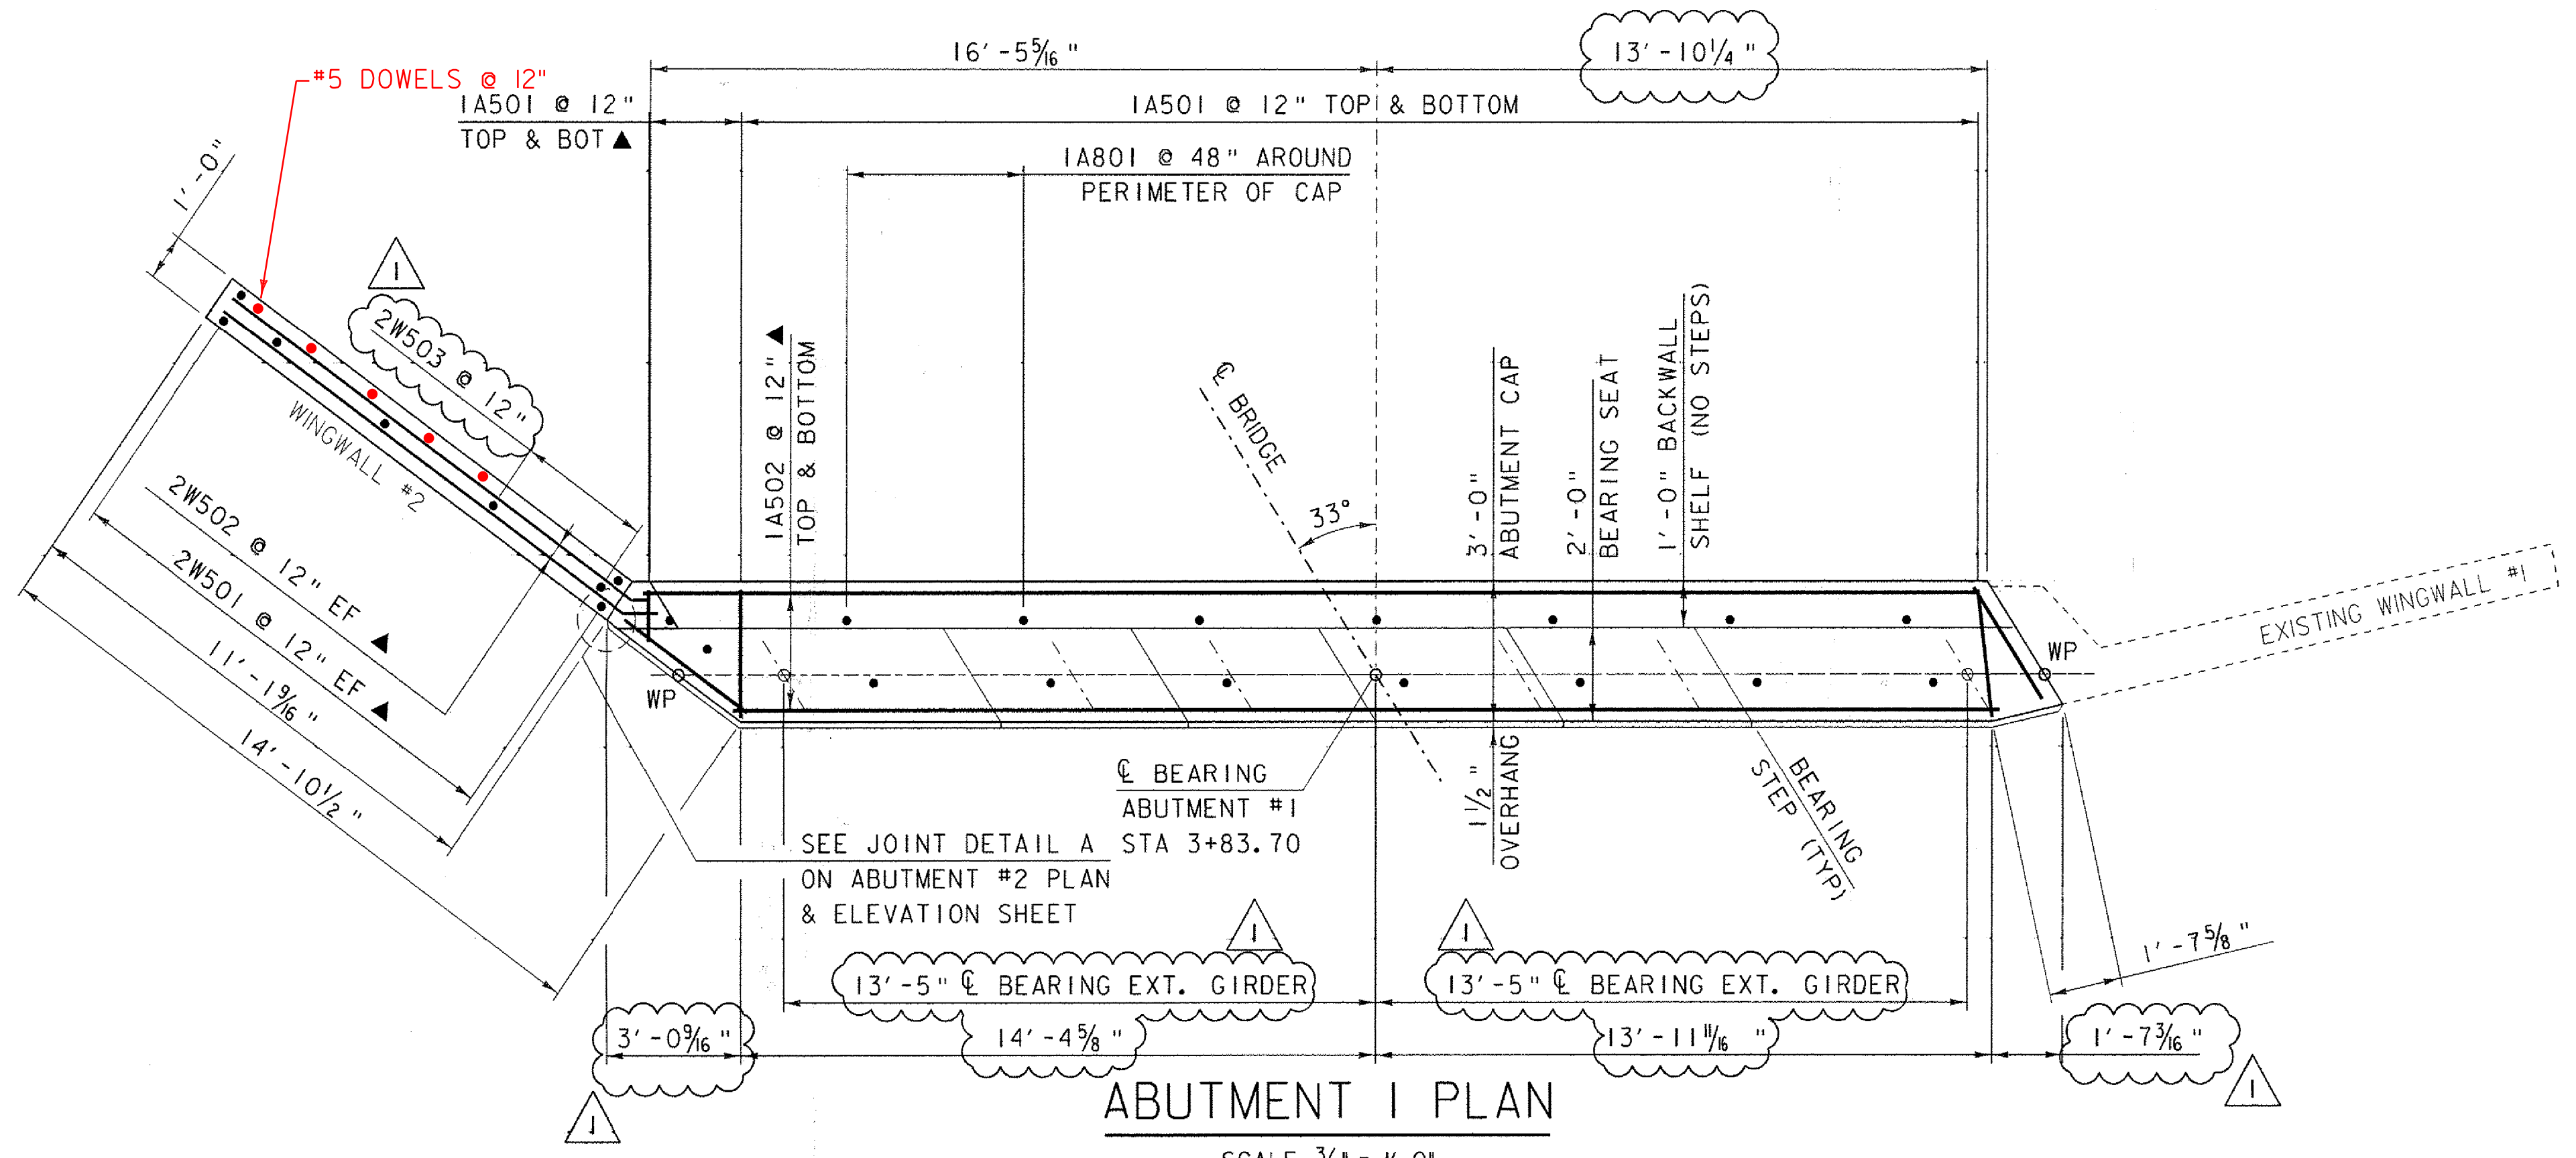 16'-5 5/16"
13'-10 1/4"
#5 DOWELS @ 12"
1A501 @ 12"
TOP & BOT ▲
1A501 @ 12" TOP & BOTTOM
1A801 @ 48" AROUND
PERIMETER OF CAP
1'-0"
1
2W503 @ 12"
WINGWALL #2
2W502 @ 12" EF ▲
2W501 @ 12" EF ▲
11'-1 9/16"
14'-10 1/2"
1A502 @ 12" ▲
TOP & BOTTOM
℄ BRIDGE
33°
3'-0"
ABUTMENT CAP
2'-0"
BEARING SEAT
1'-0" BACKWALL
SHELF (NO STEPS)
EXISTING WINGWALL #1
WP
WP
℄ BEARING
ABUTMENT #1
STA 3+83.70
1 1/2"
OVERHANG
BEARING
STEP (TYP)
SEE JOINT DETAIL A
ON ABUTMENT #2 PLAN
& ELEVATION SHEET
1
1
13'-5" ℄ BEARING EXT. GIRDER
13'-5" ℄ BEARING EXT. GIRDER
1'-7 5/8"
3'-0 9/16"
14'-4 5/8"
13'-11 11/16"
1'-7 3/16"
1
1
ABUTMENT 1 PLAN